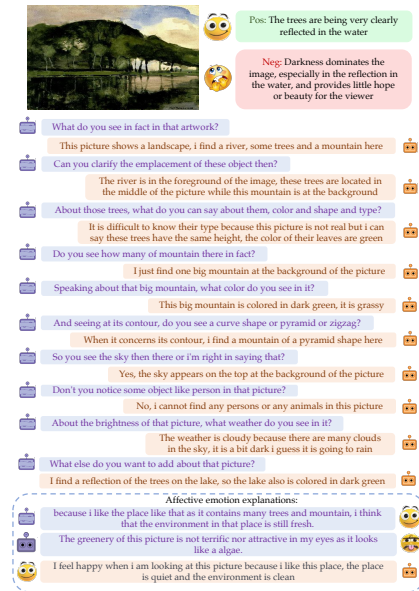 Pos: The trees are being very clearly
reflected in the water
Neg: Darkness dominates the
image, especially in the reflection in
the water, and provides little hope
or beauty for the viewer
What do you see in fact in that artwork?
This picture shows a landscape, i find a river, some trees and a mountain here
Can you clarify the emplacement of these object then?
The river is in the foreground of the image, these trees are located in
the middle of the picture while this mountain is at the background
About those trees, what do you can say about them, color and shape and type?
It is difficult to know their type because this picture is not real but i can
say these trees have the same height, the color of their leaves are green
Do you see how many of mountain there in fact?
I just find one big mountain at the background of the picture
Speaking about that big mountain, what color do you see in it?
This big mountain is colored in dark green, it is grassy
And seeing at its contour, do you see a curve shape or pyramid or zigzag?
When it concerns its contour, i find a mountain of a pyramid shape here
So you see the sky then there or i'm right in saying that?
Yes, the sky appears on the top at the background of the picture
Don't you notice some object like person in that picture?
No, i cannot find any persons or any animals in this picture
About the brightness of that picture, what weather do you see in it?
The weather is cloudy because there are many clouds
in the sky, it is a bit dark i guess it is going to rain
What else do you want to add about that picture?
I find a reflection of the trees on the lake, so the lake also is colored in dark green
Affective emotion explanations:
because i like the place like that as it contains many trees and mountain, i think
that the environment in that place is still fresh.
The greenery of this picture is not terrific nor attractive in my eyes as it looks
like a algae.
I feel happy when i am looking at this picture because i like this place, the place
is quiet and the environment is clean